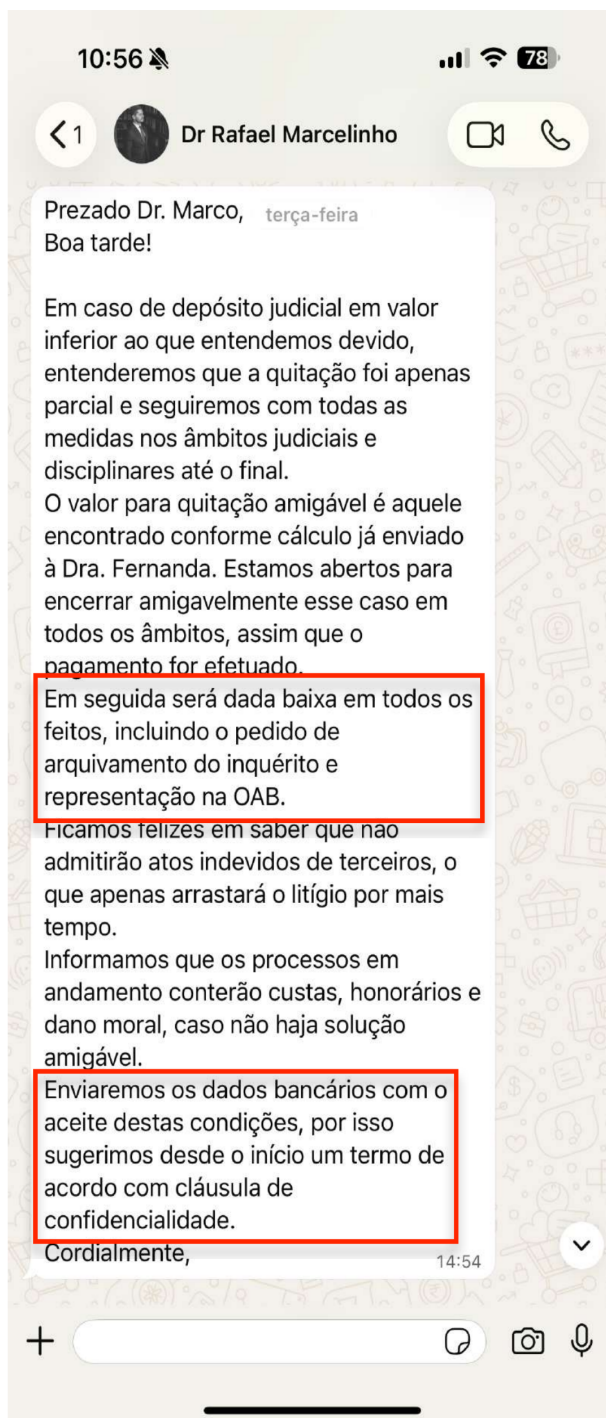 10:56
78
1
Dr Rafael Marcelinho
Prezado Dr. Marco,
terça-feira
Boa tarde!
Em caso de depósito judicial em valor
inferior ao que entendemos devido,
entenderemos que a quitação foi apenas
parcial e seguiremos com todas as
medidas nos âmbitos judiciais e
disciplinares até o final.
O valor para quitação amigável é aquele
encontrado conforme cálculo já enviado
à Dra. Fernanda. Estamos abertos para
encerrar amigavelmente esse caso em
todos os âmbitos, assim que o
pagamento for efetuado.
Em seguida será dada baixa em todos os
feitos, incluindo o pedido de
arquivamento do inquérito e
representação na OAB.
Ficamos felizes em saber que não
admitirão atos indevidos de terceiros, o
que apenas arrastará o litígio por mais
tempo.
Informamos que os processos em
andamento conterão custas, honorários e
dano moral, caso não haja solução
amigável.
Enviaremos os dados bancários com o
aceite destas condições, por isso
sugerimos desde o início um termo de
acordo com cláusula de
confidencialidade.
Cordialmente,
14:54